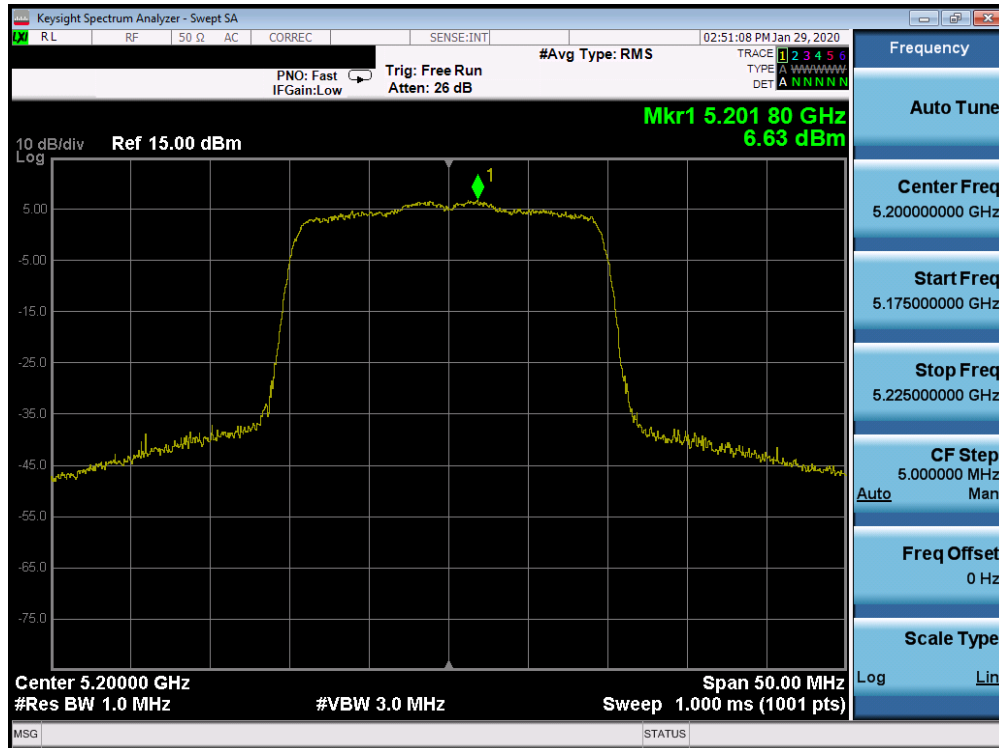 Keysight Spectrum Analyzer - Swept SA
LXI RL RF 50 Ω AC CORREC SENSE:INT 02:51:08 PM Jan 29, 2020
#Avg Type: RMS
TRACE 1 2 3 4 5 6
TYPE A WWWWW
DET A N N N N N
PNO: Fast
IFGain:Low
Trig: Free Run
Atten: 26 dB
Mkr1 5.201 80 GHz
6.63 dBm
10 dB/div
Log
Ref 15.00 dBm
1
5.00
-5.00
-15.0
-25.0
-35.0
-45.0
-55.0
-65.0
-75.0
Center 5.20000 GHz
Span 50.00 MHz
#Res BW 1.0 MHz
#VBW 3.0 MHz
Sweep 1.000 ms (1001 pts)
MSG
STATUS
Frequency
Auto Tune
Center Freq
5.200000000 GHz
Start Freq
5.175000000 GHz
Stop Freq
5.225000000 GHz
CF Step
5.000000 MHz
Auto Man
Freq Offset
0 Hz
Scale Type
Log Lin